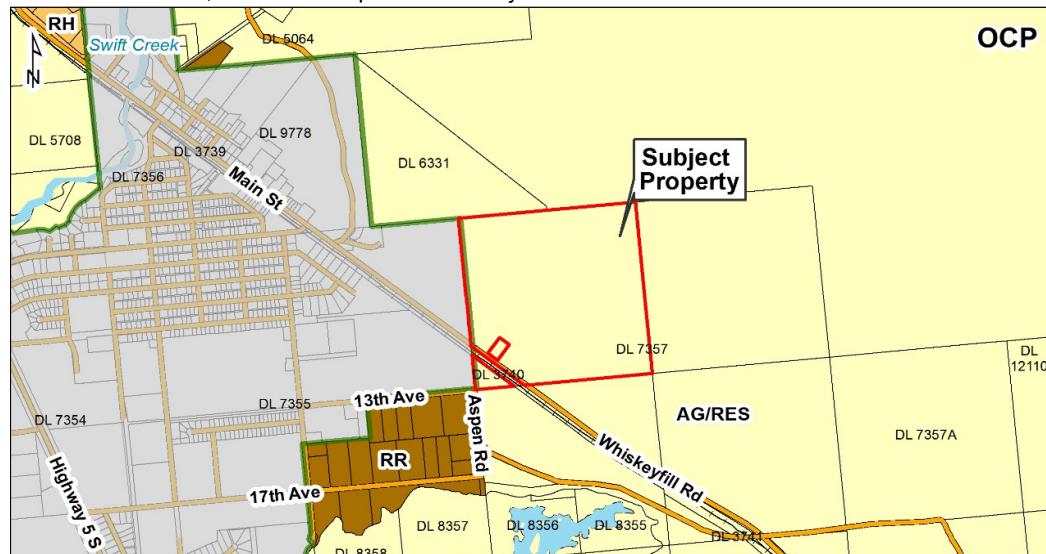 RH
Swift Creek
DL 5064
OCP
N
DL 5708
DL 9778
DL 3739
DL 7356
DL 6331
Main St
Subject
Property
DL 7357
DL 3740
DL
12110
DL 7354
DL 7355
13th Ave
Aspen Rd
AG/RES
DL 7357A
RR
Whiskeyfill Rd
Highway 5 S
17th Ave
DL 8357
DL 8356
DL 8355
DL 3741
DL 8358